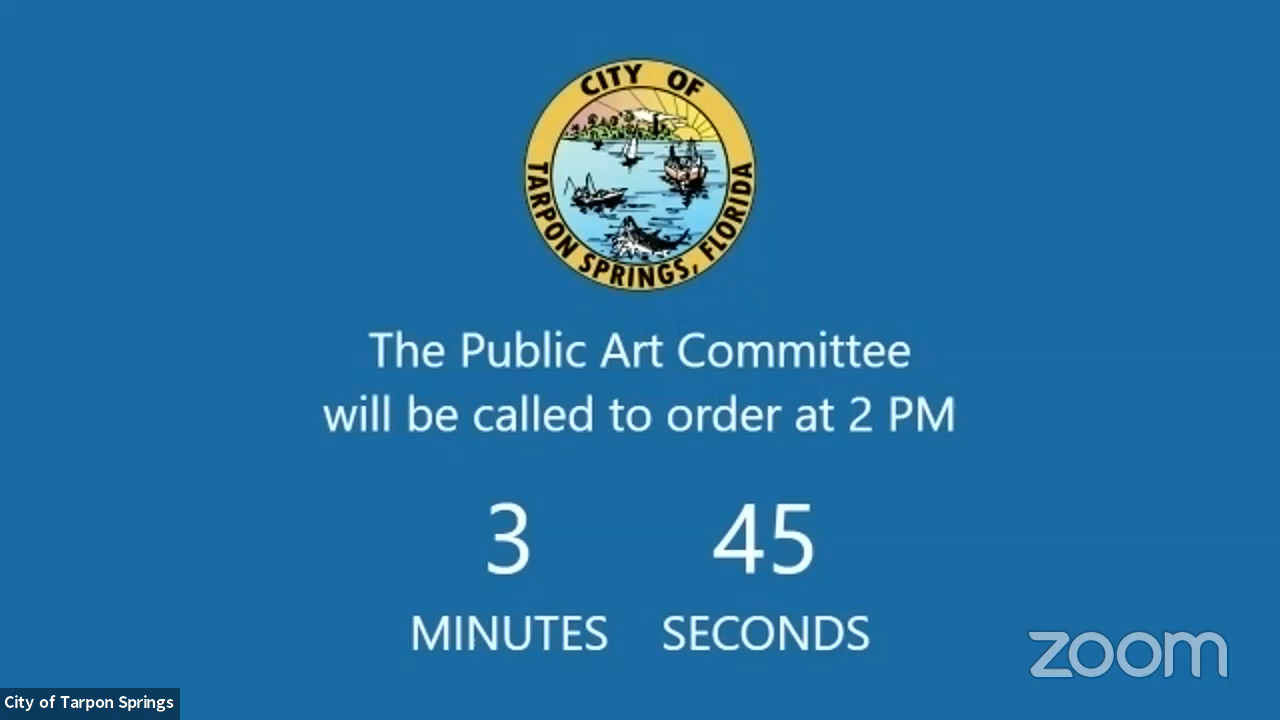 CITY OF
TARPON SPRINGS, FLORIDA
The Public Art Committee
will be called to order at 2 PM
3 45
MINUTES SECONDS
zoom
City of Tarpon Springs